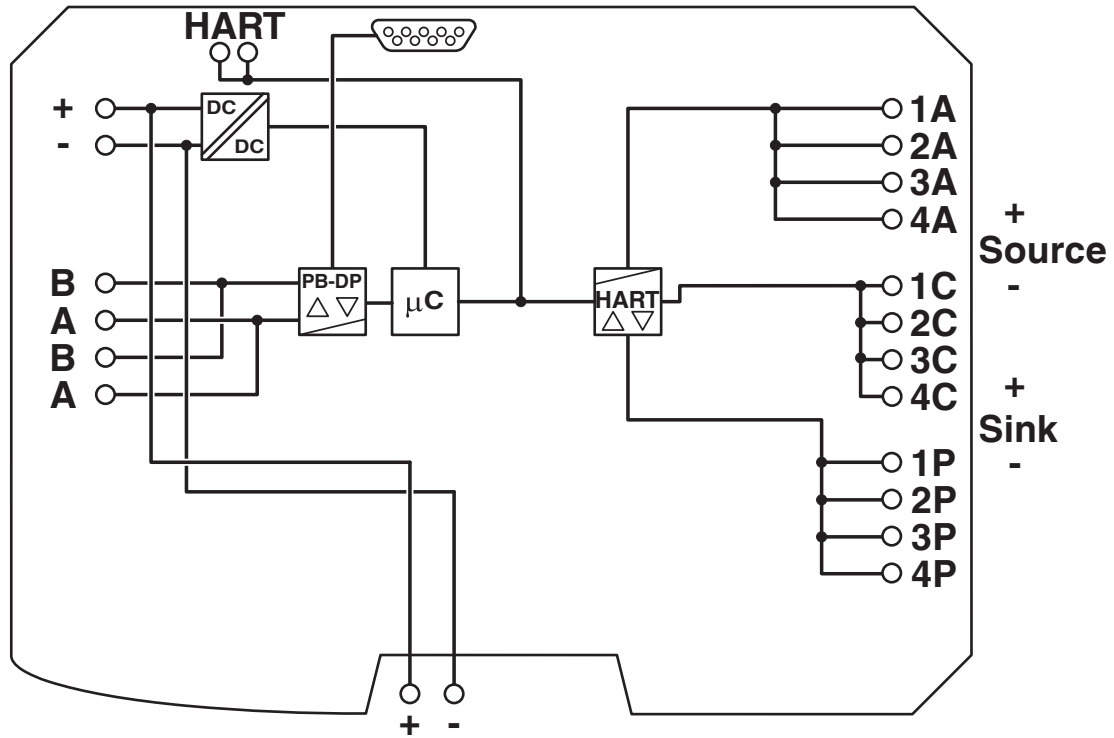 HART
+
-
DC
DC
B
A
B
A
PB-DP
µC
HART
1A
2A
3A
4A
+
Source
-
1C
2C
3C
4C
+
Sink
-
1P
2P
3P
4P
+ -